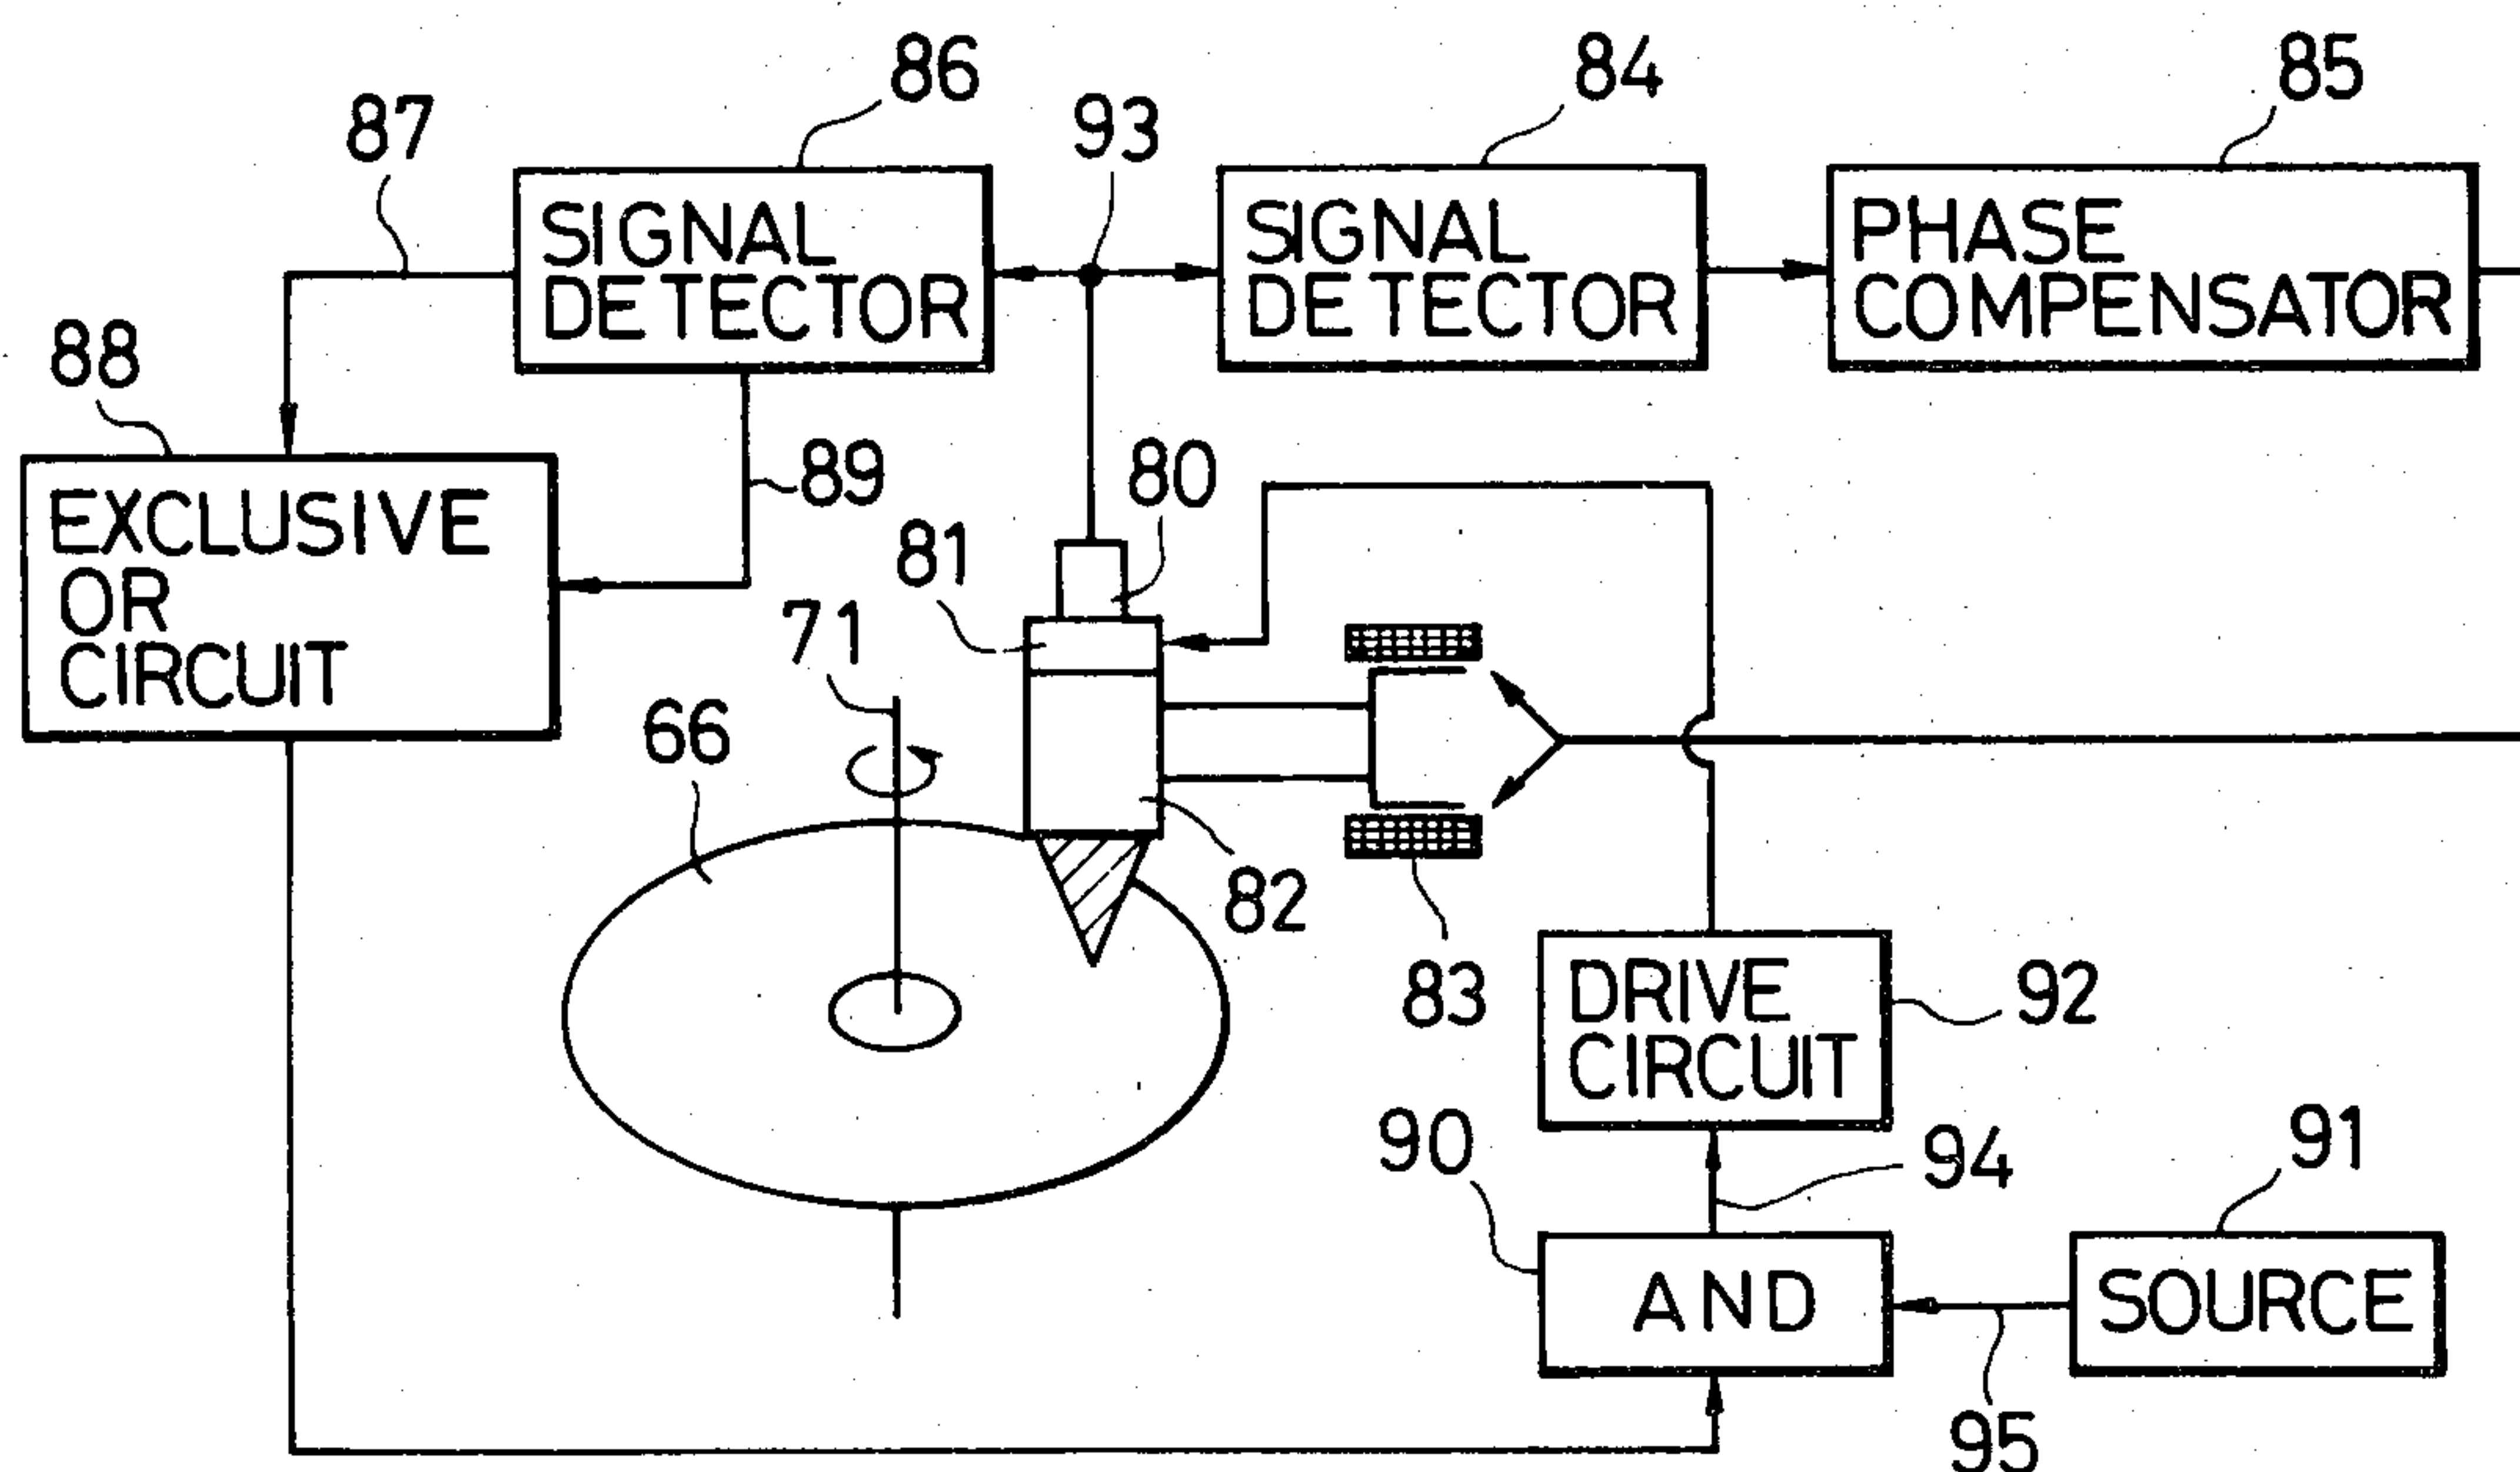 86
84
85
87
93
SIGNAL
DETECTOR
SIGNAL
DETECTOR
PHASE
COMPENSATOR
88
89
80
EXCLUSIVE
OR
CIRCUIT
81
71
66
82
83
DRIVE
CIRCUIT
92
90
94
91
AND
SOURCE
95